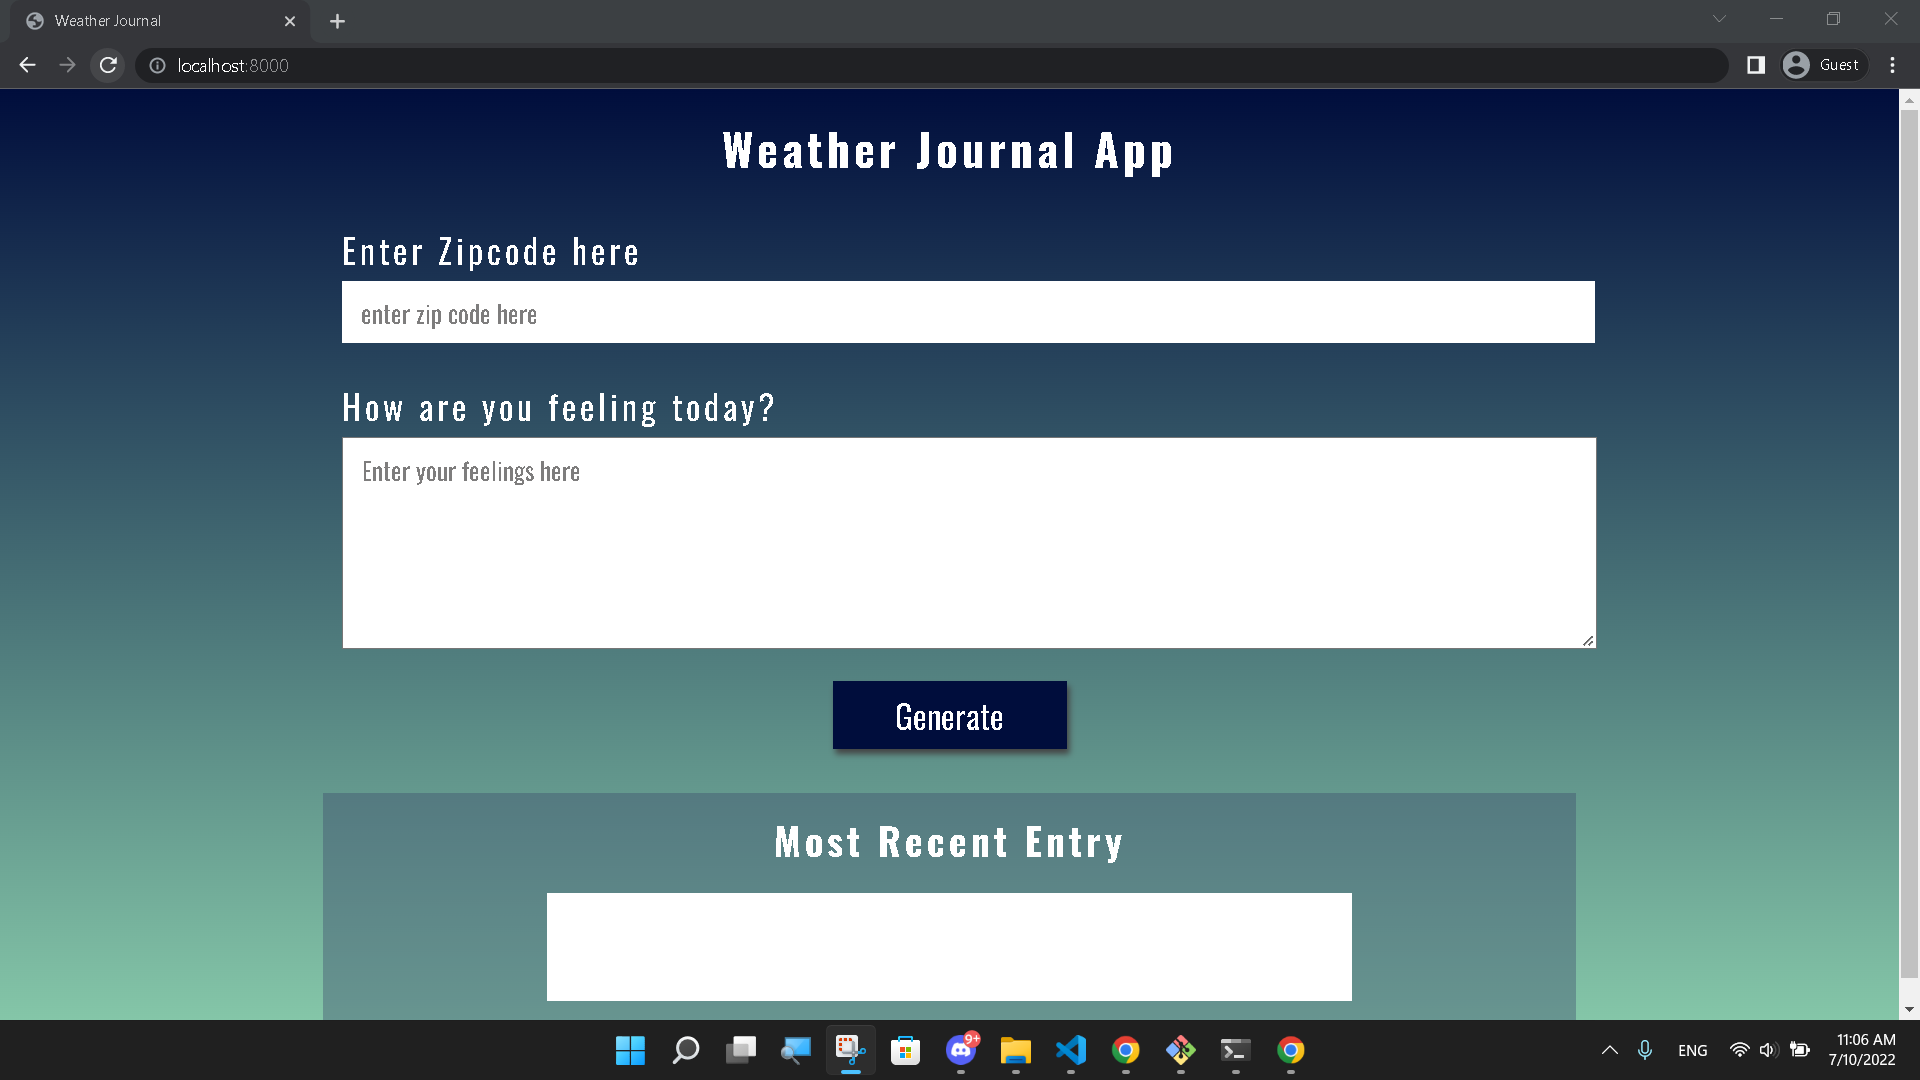 Weather Journal
localhost:8000
Guest
Weather Journal App
Enter Zipcode here
enter zip code here
How are you feeling today?
Enter your feelings here
Generate
Most Recent Entry
9+
ENG
11:06 AM
7/10/2022